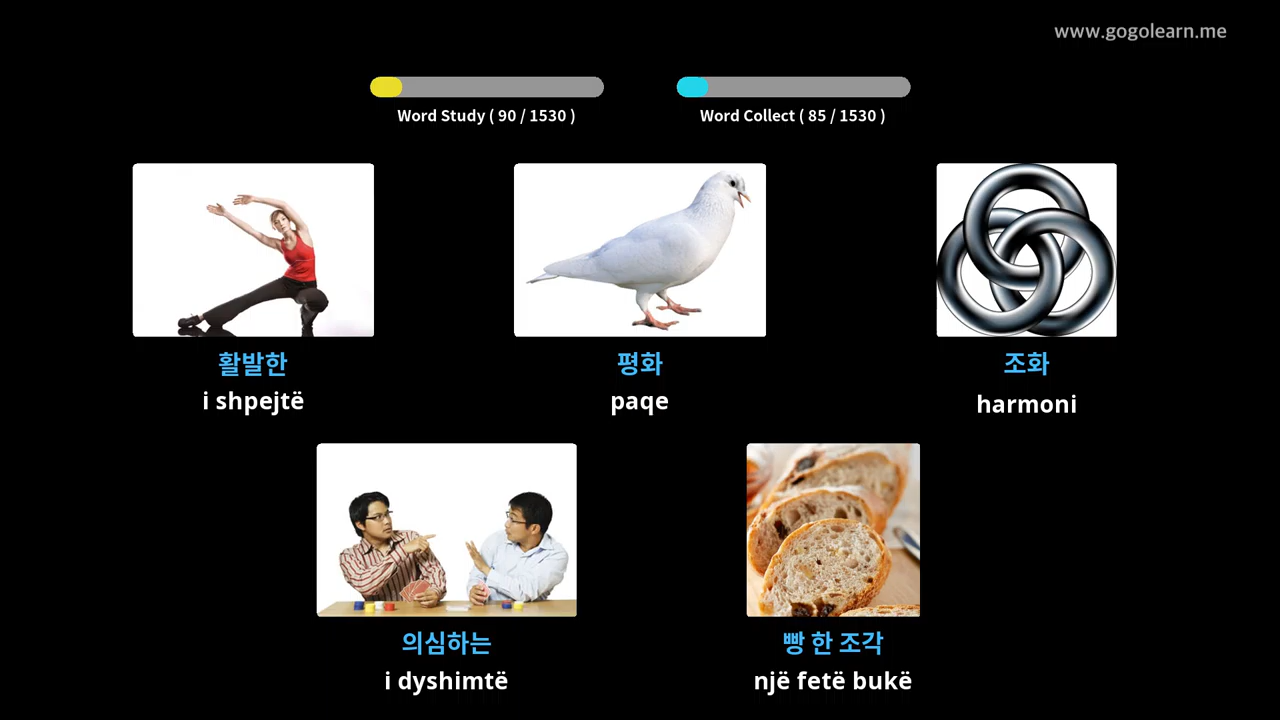 www.gogolearn.me
Word Study ( 90 / 1530 )
Word Collect ( 85 / 1530 )
활발한
i shpejtë
평화
paqe
조화
harmoni
의심하는
i dyshimtë
빵 한 조각
një fetë bukë